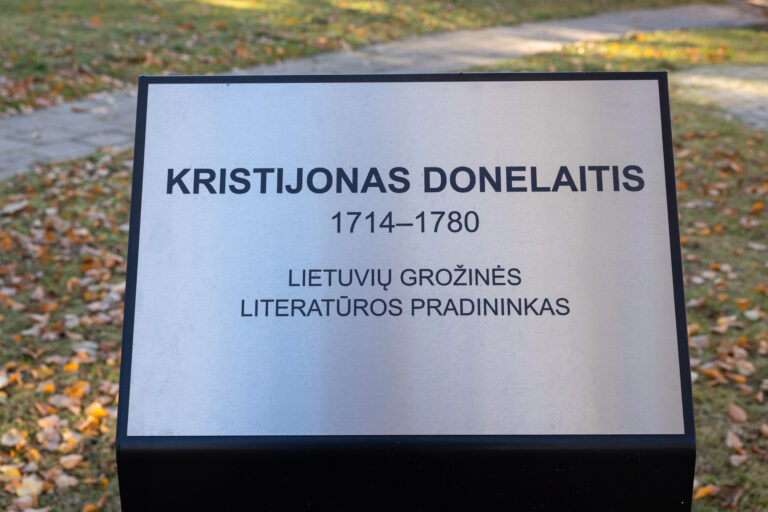 KRISTIJONAS DONELAITIS
1714–1780
LIETUVIŲ GROŽINĖS
LITERATŪROS PRADININKAS